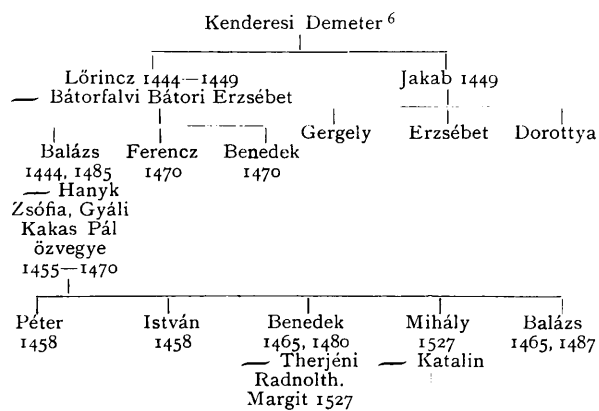 Kenderesi Demeter 6
Lőrincz 1444—1449
— Bátorfalvi Bátori Erzsébet
Jakab 1449
Balázs
1444, 1485
— Hanyk
Zsófia, Gyáli
Kakas Pál
özvegye
1455—1470
Ferencz
1470
Benedek
1470
Gergely
Erzsébet
Dorottya
Péter
1458
István
1458
Benedek
1465, 1480
— Therjéni
Radnolth.
Margit 1527
Mihály
1527
— Katalin
Balázs
1465, 1487